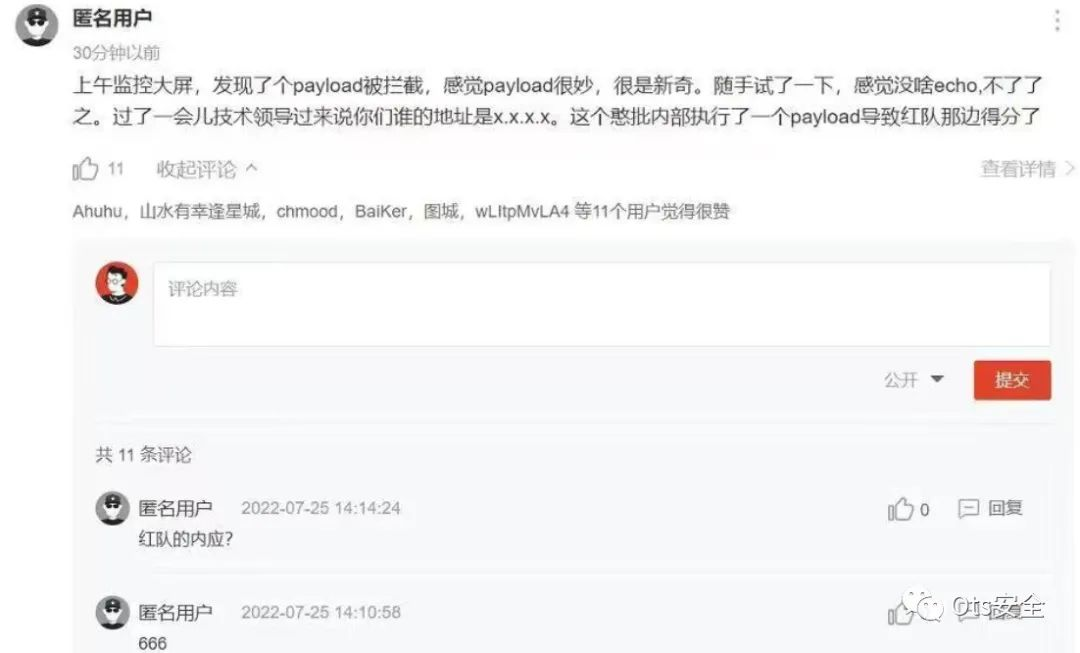 匿名用户
30分钟以前
上午监控大屏，发现了个payload被拦截，感觉payload很妙，很是新奇。随手试了一下，感觉没啥echo,不了了
之。过了一会儿技术领导过来说你们谁的地址是x.x.x.x。这个憨批内部执行了一个payload导致红队那边得分了
11 收起评论 查看详情
Ahuhu，山水有幸逢星城，chmood，BaiKer，图城，wLItpMvLA4 等11个用户觉得很赞
评论内容
公开 提交
共 11 条评论
匿名用户 2022-07-25 14:14:24 0 回复
红队的内应?
匿名用户 2022-07-25 14:10:58
Ots安全
666